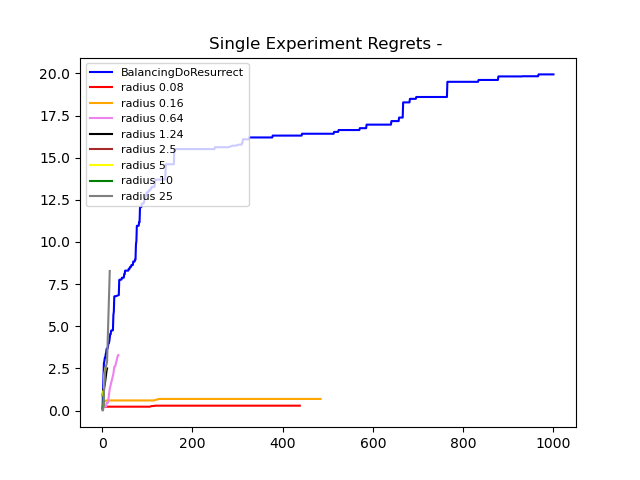 Single Experiment Regrets -
20.0
17.5
15.0
12.5
10.0
7.5
5.0
2.5
0.0
BalancingDoResurrect
radius 0.08
radius 0.16
radius 0.64
radius 1.24
radius 2.5
radius 5
radius 10
radius 25
0 200 400 600 800 1000